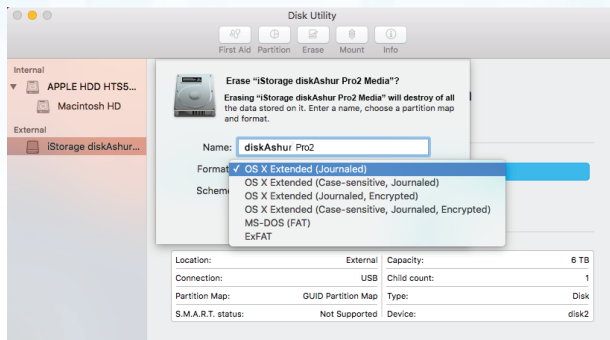 Disk Utility
First Aid Partition Erase Mount Info
Internal
APPLE HDD HTS5...
Macintosh HD
External
iStorage diskAshur...
Erase “iStorage diskAshur Pro2 Media”?
Erasing “iStorage diskAshur Pro2 Media” will destroy of all
the data stored on it. Enter a name, choose a partition map
and format.
Name: diskAshur Pro2
Format
OS X Extended (Journaled)
OS X Extended (Case-sensitive, Journaled)
Schem
OS X Extended (Journaled, Encrypted)
OS X Extended (Case-sensitive, Journaled, Encrypted)
MS-DOS (FAT)
ExFAT
Location: External Capacity: 6 TB
Connection: USB Child count: 1
Partition Map: GUID Partition Map Type: Disk
S.M.A.R.T. status: Not Supported Device: disk2